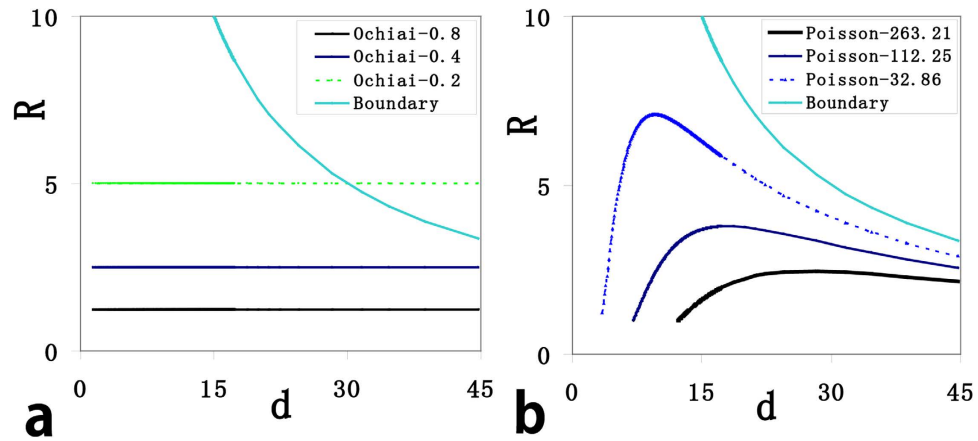 10
5
0
R
Ochiai-0.8
Ochiai-0.4
Ochiai-0.2
Boundary
0 15 30 45
d
a
10
5
0
R
Poisson-263.21
Poisson-112.25
Poisson-32.86
Boundary
0 15 30 45
d
b